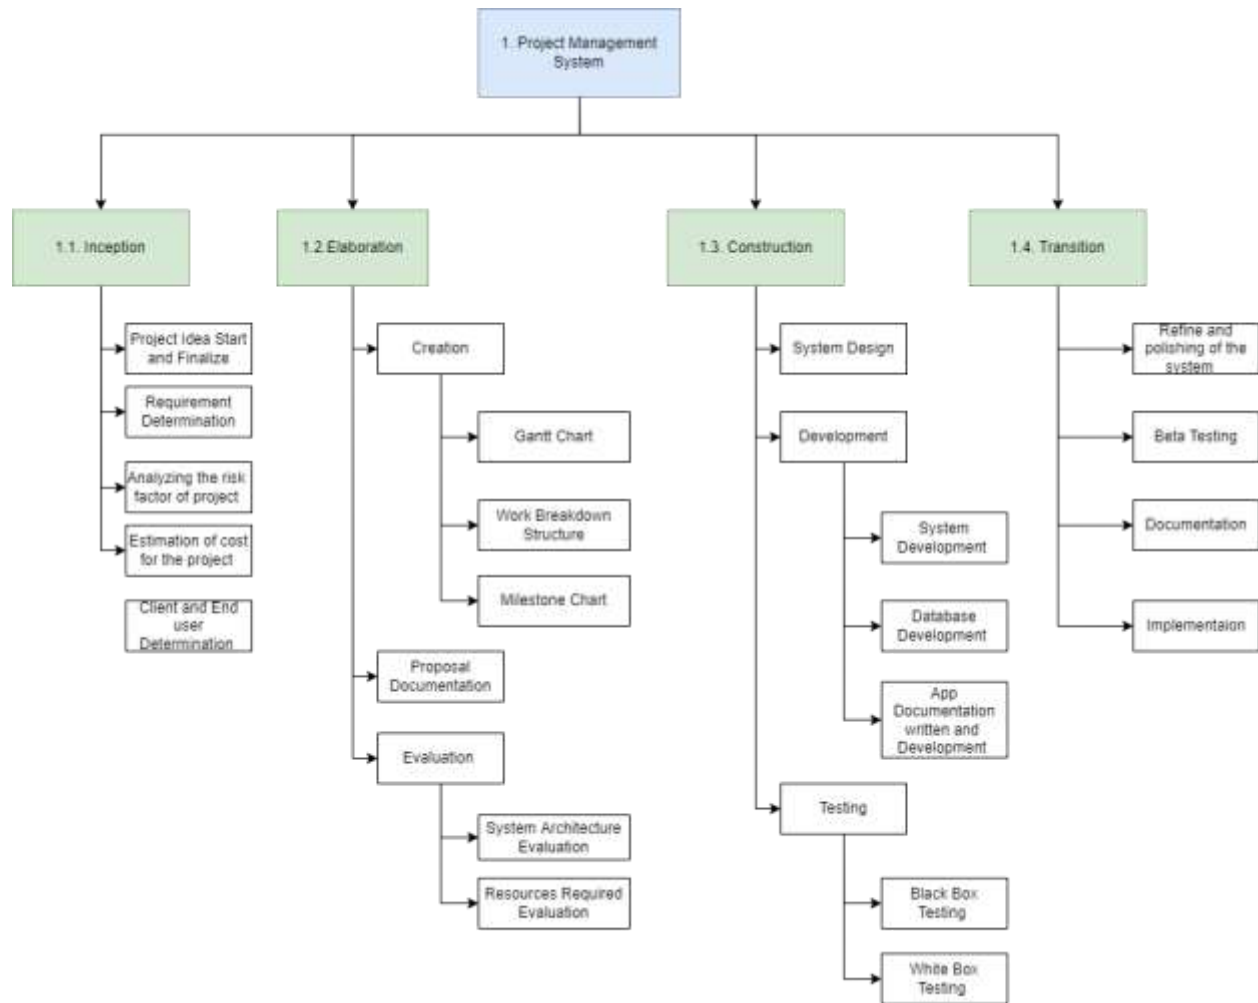 1. Project Management
System
1.1. Inception
1.2 Elaboration
1.3. Construction
1.4. Transition
Project Idea Start
and Finalize
Requirement
Determination
Analyzing the risk
factor of project
Estimation of cost
for the project
Client and End
user
Determination
Creation
Gantt Chart
Work Breakdown
Structure
Milestone Chart
Proposal
Documentation
Evaluation
System Architecture
Evaluation
Resources Required
Evaluation
System Design
Development
System
Development
Database
Development
App
Documentation
written and
Development
Testing
Black Box
Testing
White Box
Testing
Refine and
polishing of the
system
Beta Testing
Documentation
Implementaion